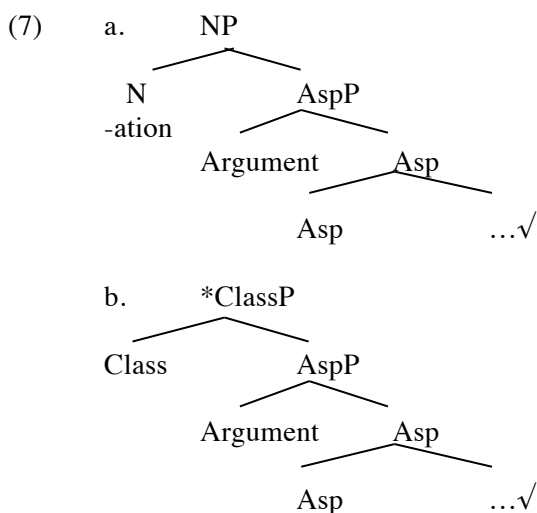 (7) a. NP
N AspP
-ation
Argument Asp
Asp …√
b. *ClassP
Class AspP
Argument Asp
Asp …√